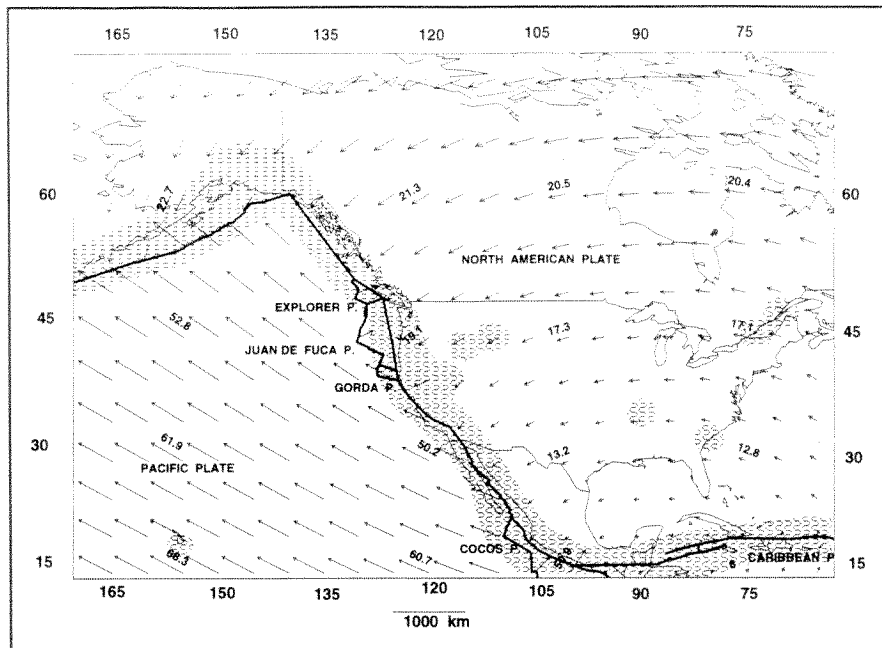 165 150 135 120 105 90 75
60 22.7 21.3 20.5 20.4 60
NORTH AMERICAN PLATE
EXPLORER P.
45 52.8 19.1 17.3 17.1 45
JUAN DE FUCA P.
GORDA P.
30 61.9 50.2 13.2 12.8 30
PACIFIC PLATE
COCOS P.
15 66.3 60.7 6 CARIBBEAN P 15
165 150 135 120 105 90 75
1000 km